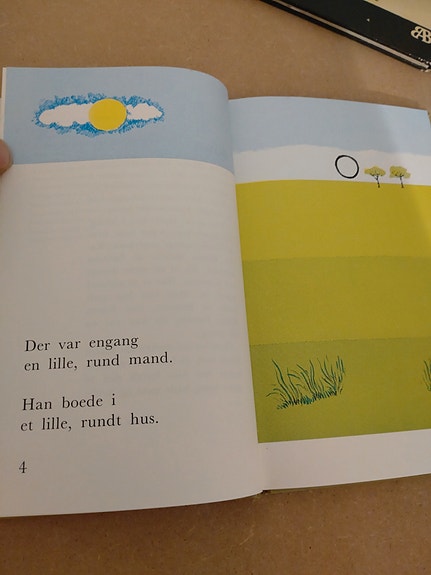 Der var engang
en lille, rund mand.
Han boede i
et lille, rundt hus.
4